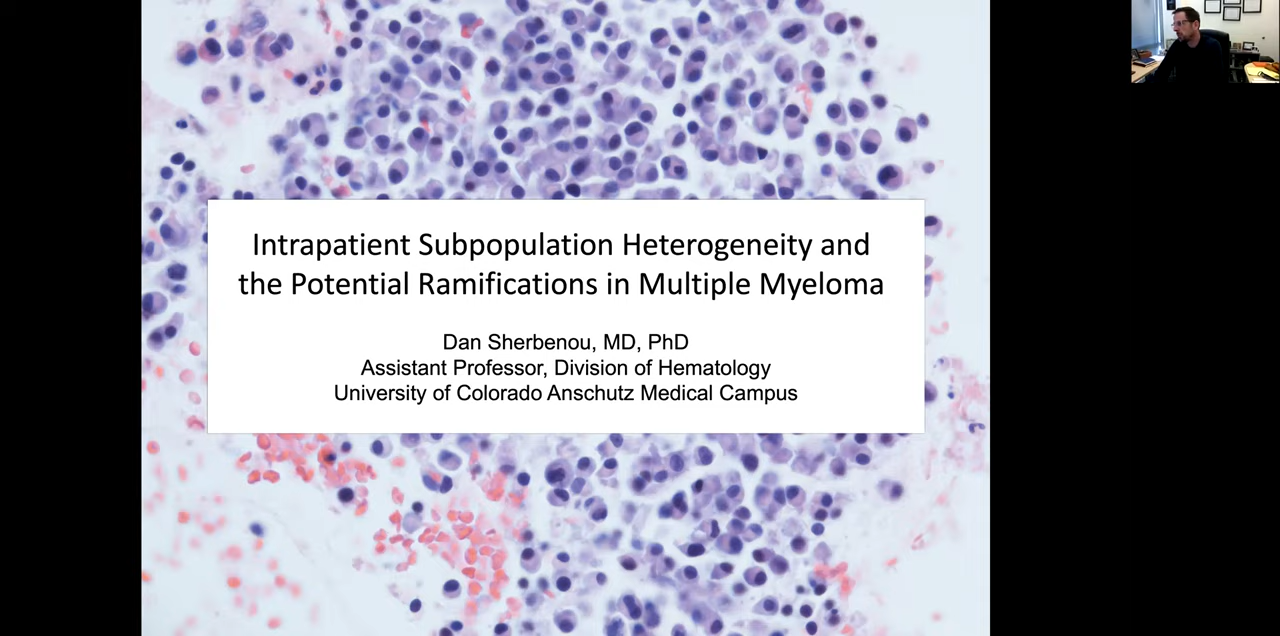 Intrapatient Subpopulation Heterogeneity and
the Potential Ramifications in Multiple Myeloma
Dan Sherbenou, MD, PhD
Assistant Professor, Division of Hematology
University of Colorado Anschutz Medical Campus